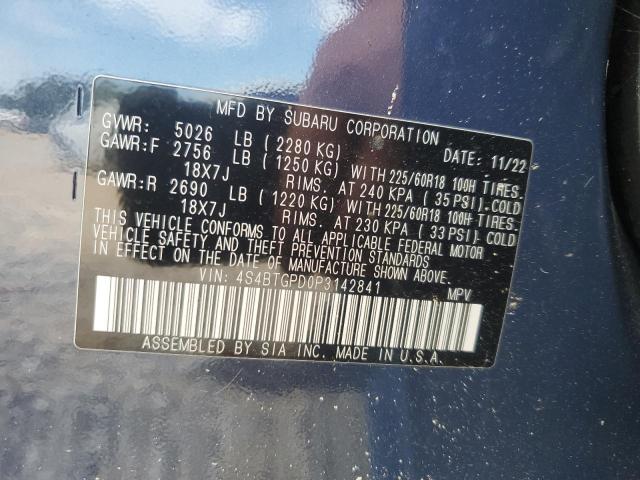 MFD BY SUBARU CORPORATION
GVWR: 5026 LB (2280 KG) DATE: 11/22
GAWR:F 2756 LB (1250 KG) WITH 225/60R18 100H TIRES.
18X7J RIMS. AT 240 KPA (35 PSI).COLD
GAWR:R 2690 LB (1220 KG) WITH 225/60R18 100H TIRES.
18X7J RIMS. AT 230 KPA (33 PSI).COLD
THIS VEHICLE CONFORMS TO ALL APPLICABLE FEDERAL MOTOR
VEHICLE SAFETY AND THEFT PREVENTION STANDARDS
IN EFFECT ON THE DATE OF MANUFACTURE SHOWN ABOVE.
VIN: 4S4BTGPD0P3142841 MPV
ASSEMBLED BY SIA INC. MADE IN U.S.A.